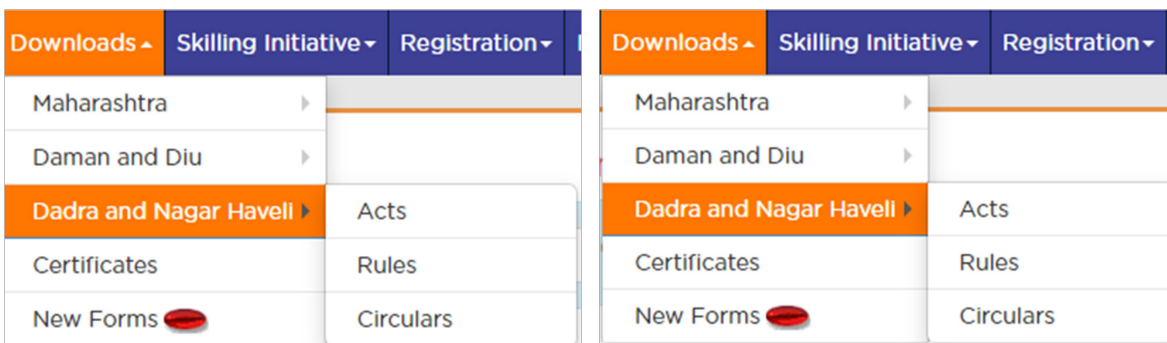 Downloads Skilling Initiative Registration
Maharashtra
Daman and Diu
Dadra and Nagar Haveli Acts
Certificates Rules
New Forms Circulars
Downloads Skilling Initiative Registration
Maharashtra
Daman and Diu
Dadra and Nagar Haveli Acts
Certificates Rules
New Forms Circulars